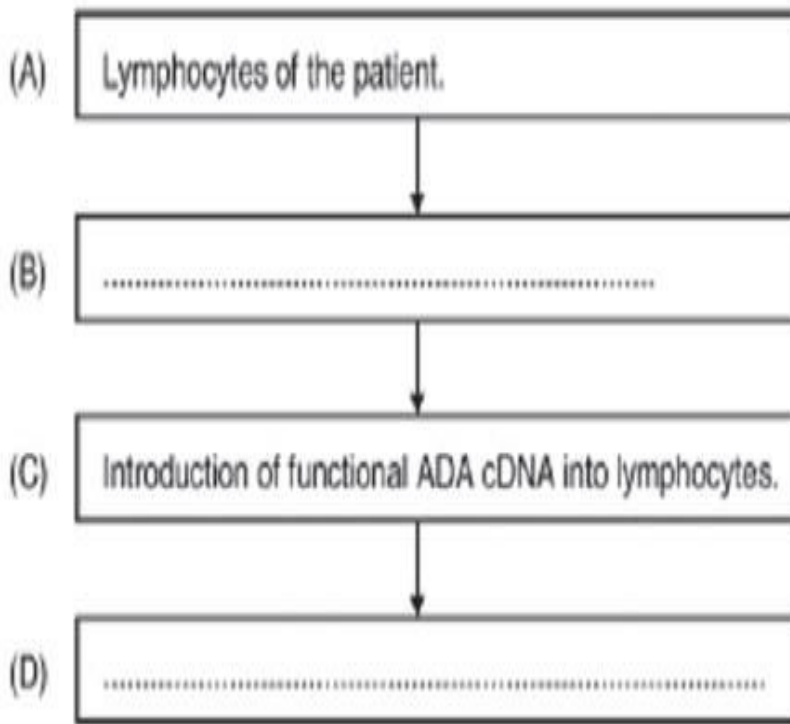 (A) Lymphocytes of the patient.
(B) ........................................................
(C) Introduction of functional ADA cDNA into lymphocytes.
(D) ...................................................................